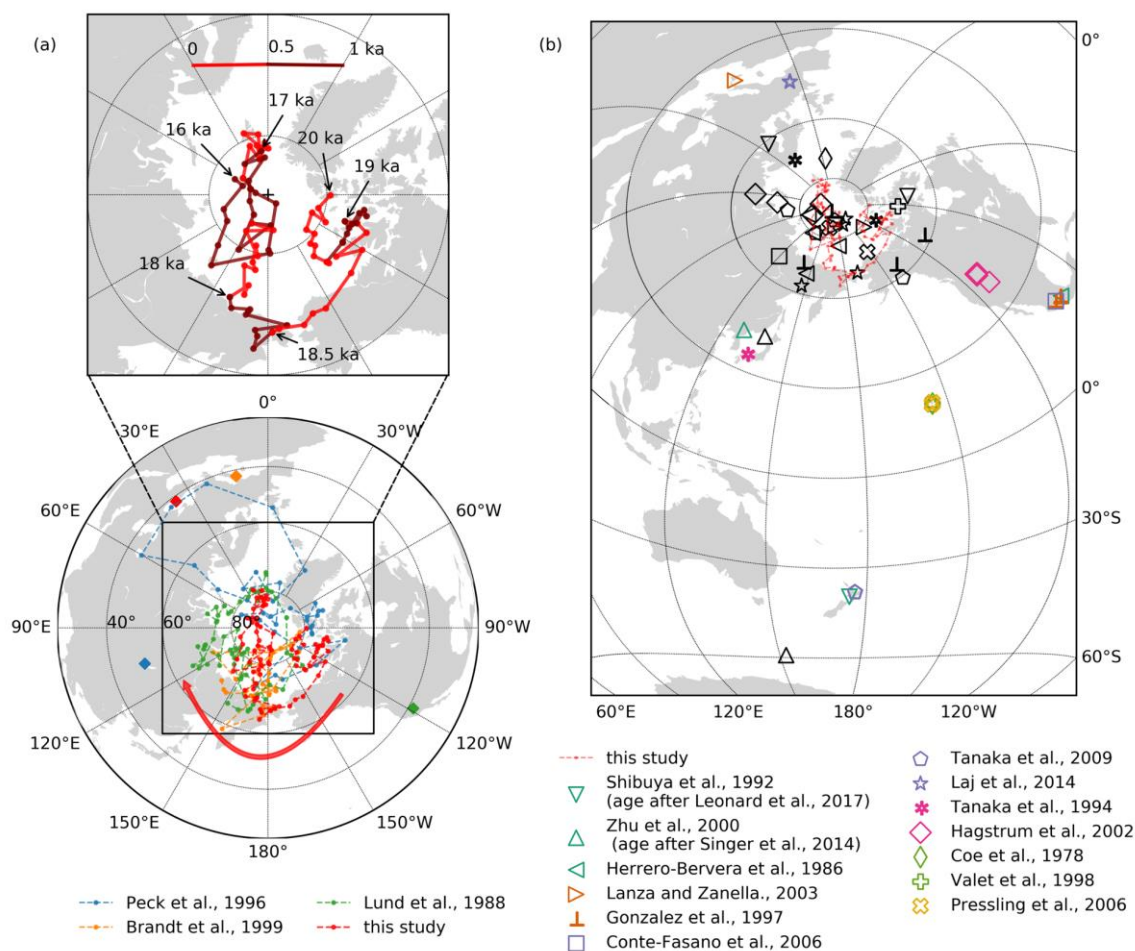 (a)
0
0.5
1 ka
17 ka
16 ka
20 ka
19 ka
18 ka
18.5 ka
0°
30°E
30°W
60°E
60°W
90°E
40°
60°
80°
90°W
120°E
120°W
150°E
150°W
180°
Peck et al., 1996
Brandt et al., 1999
Lund et al., 1988
this study
(b)
0°
0°
30°S
60°S
60°E
120°E
180°
120°W
this study
Shibuya et al., 1992
(age after Leonard et al., 2017)
Zhu et al., 2000
(age after Singer et al., 2014)
Herrero-Bervera et al., 1986
Lanza and Zanella., 2003
Gonzalez et al., 1997
Conte-Fasano et al., 2006
Tanaka et al., 2009
Laj et al., 2014
Tanaka et al., 1994
Hagstrum et al., 2002
Coe et al., 1978
Valet et al., 1998
Pressling et al., 2006